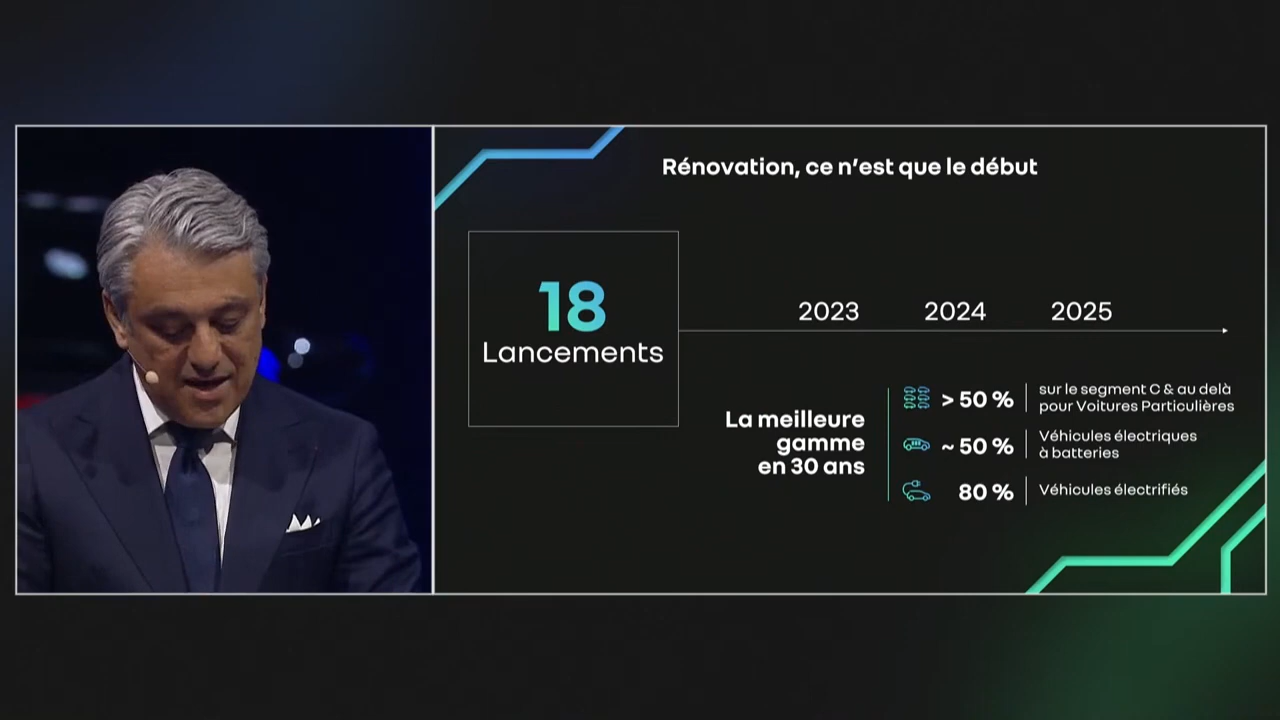 Rénovation, ce n'est que le début
18
Lancements
2023
2024
2025
La meilleure
gamme
en 30 ans
> 50 %
sur le segment C & au delà
pour Voitures Particulières
~ 50 %
Véhicules électriques
à batteries
80 %
Véhicules électrifiés